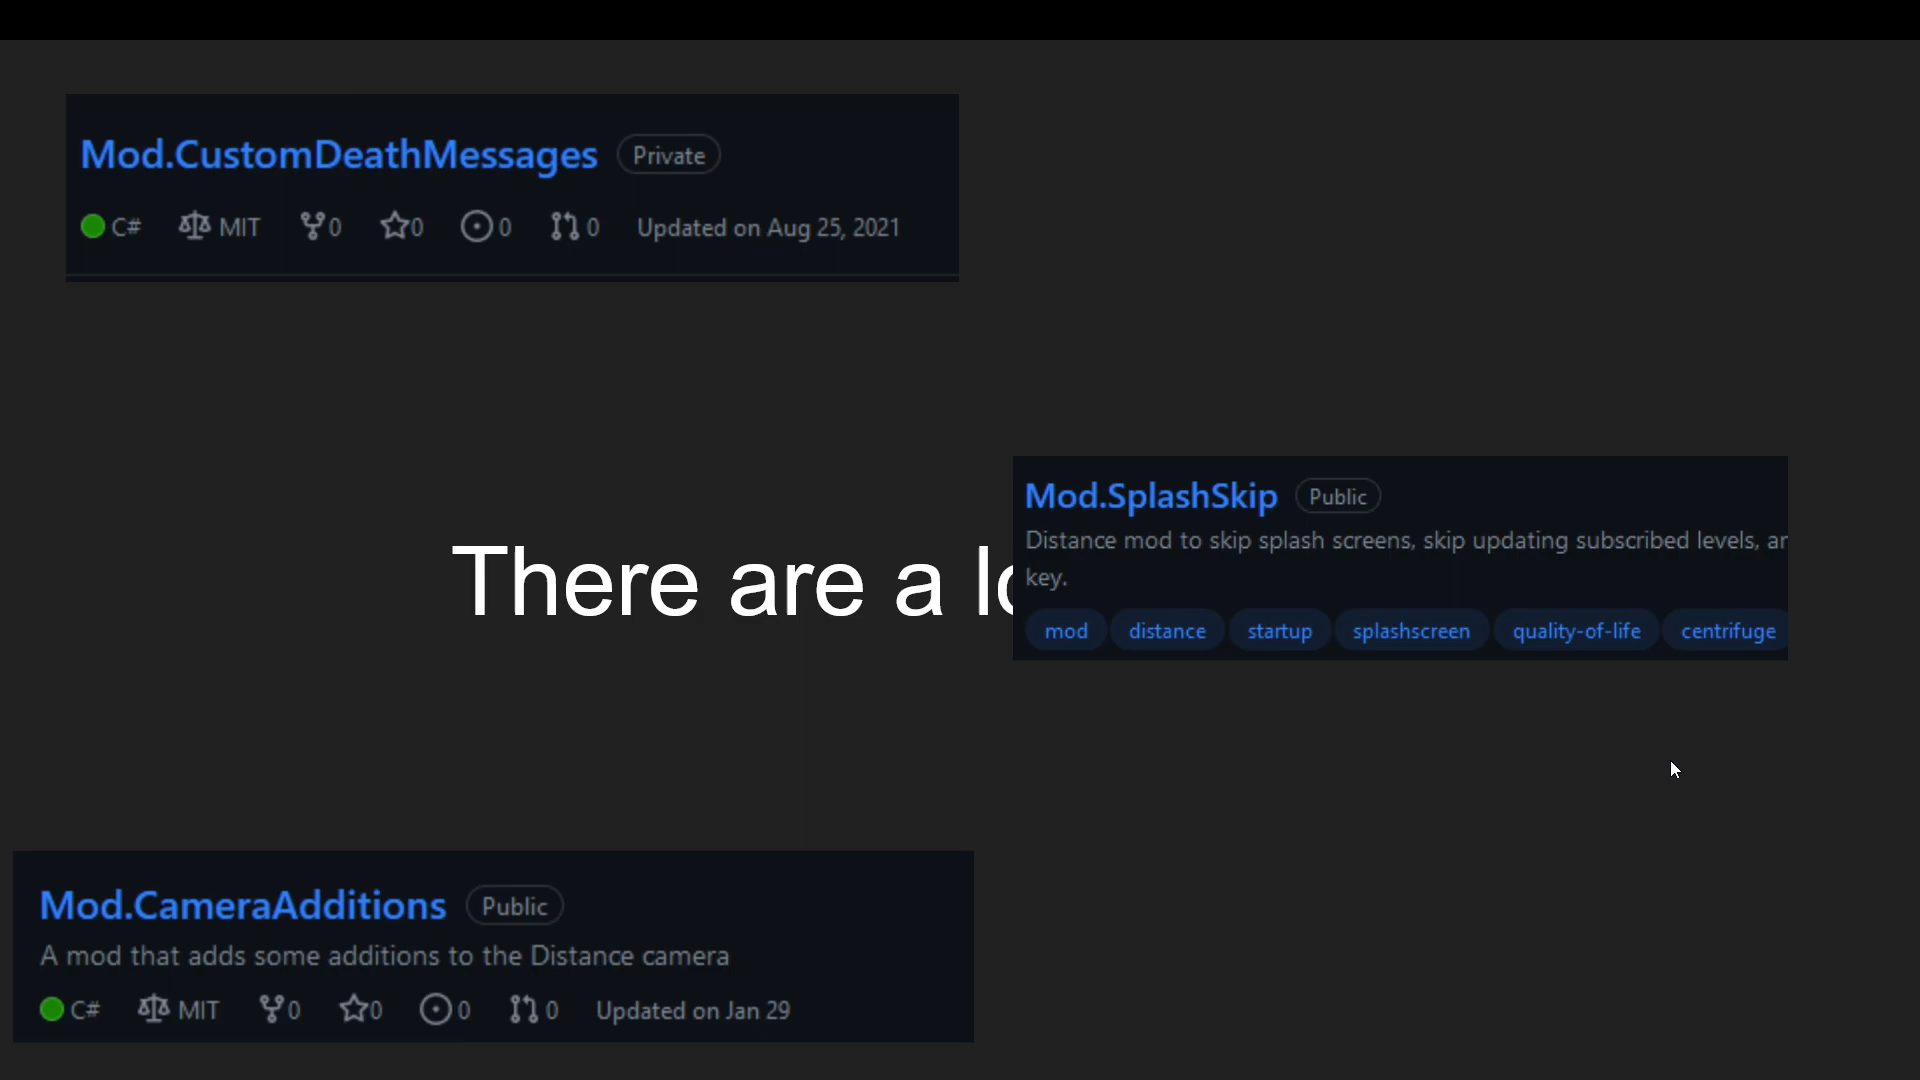 Mod.CustomDeathMessages Private
C# MIT 0 0 0 0 Updated on Aug 25, 2021
Mod.SplashSkip Public
Distance mod to skip splash screens, skip updating subscribed levels,
key.
There are a
mod distance startup splashscreen quality-of-life centrifuge
Mod.CameraAdditions Public
A mod that adds some additions to the Distance camera
C# MIT 0 0 0 0 Updated on Jan 29